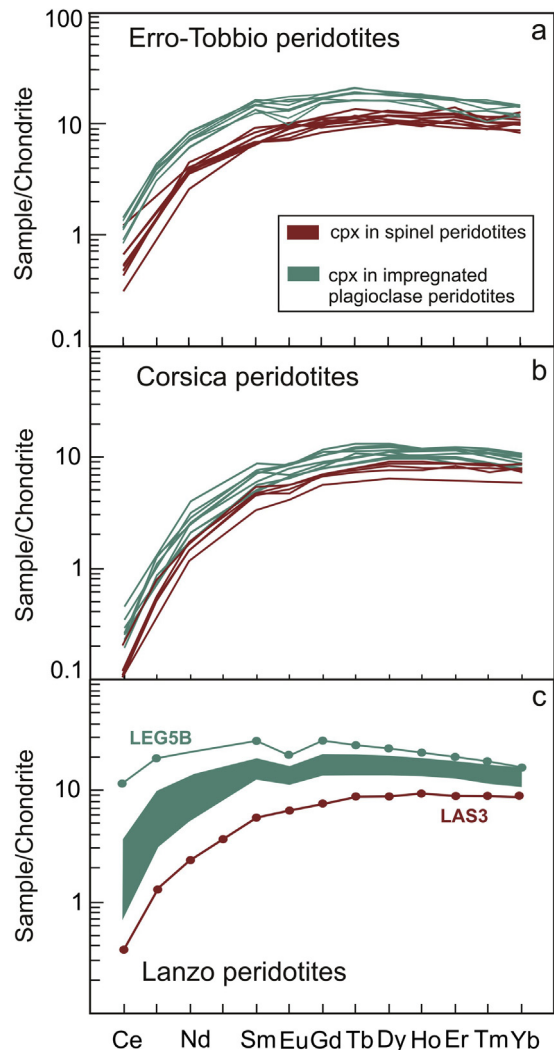 a
Erro-Tobbio peridotites
100
10
1
0.1
Sample/Chondrite
cpx in spinel peridotites
cpx in impregnated
plagioclase peridotites
b
Corsica peridotites
10
1
0.1
Sample/Chondrite
c
LEG5B
10
1
LAS3
Sample/Chondrite
Lanzo peridotites
Ce Nd Sm Eu Gd Tb Dy Ho Er Tm Yb